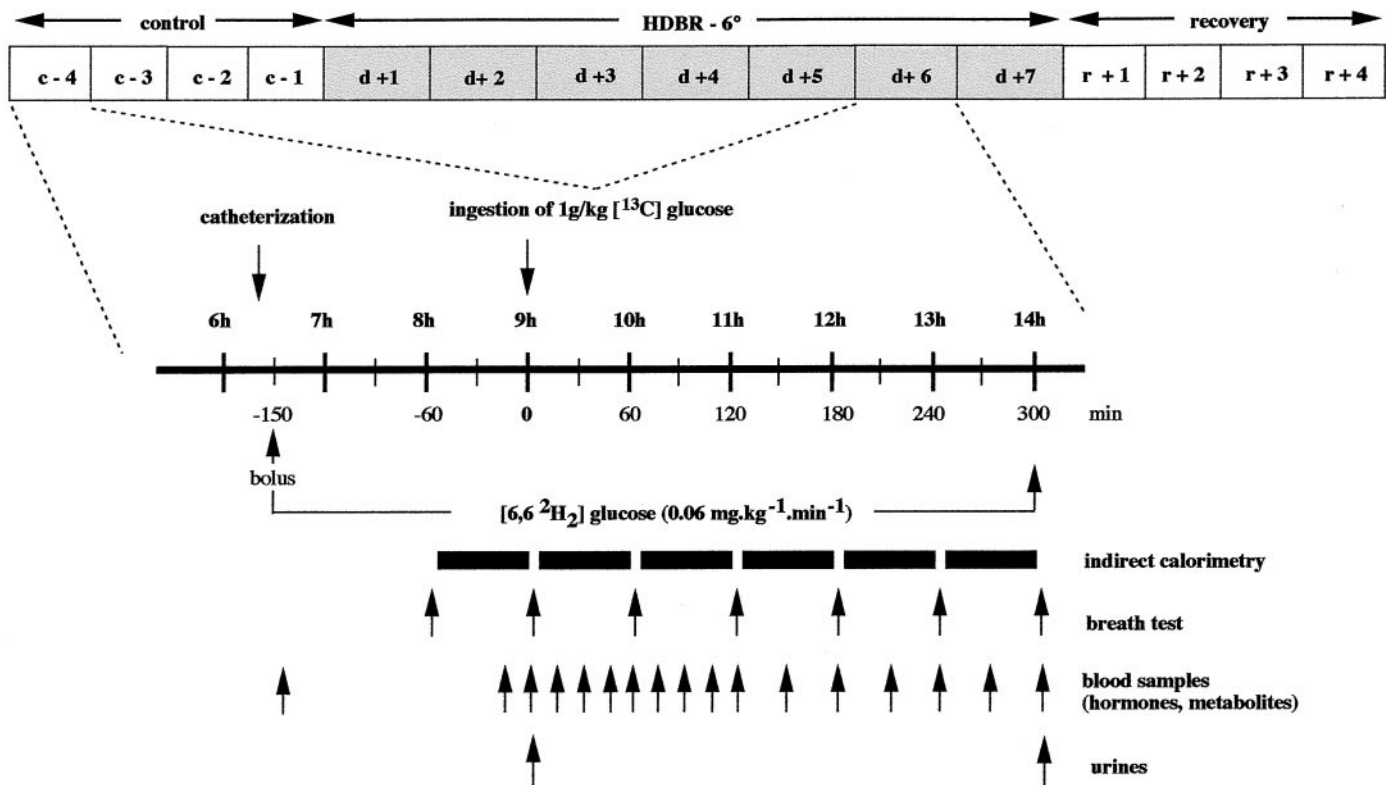 control HDBR - 6° recovery
c - 4 c - 3 c - 2 c - 1 d +1 d+ 2 d +3 d +4 d +5 d+ 6 d +7 r + 1 r + 2 r + 3 r + 4
catheterization
ingestion of 1g/kg [¹³C] glucose
6h 7h 8h 9h 10h 11h 12h 13h 14h
-150 -60 0 60 120 180 240 300 min
bolus
[6,6 ²H₂] glucose (0.06 mg.kg⁻¹.min⁻¹)
indirect calorimetry
breath test
blood samples
(hormones, metabolites)
urines